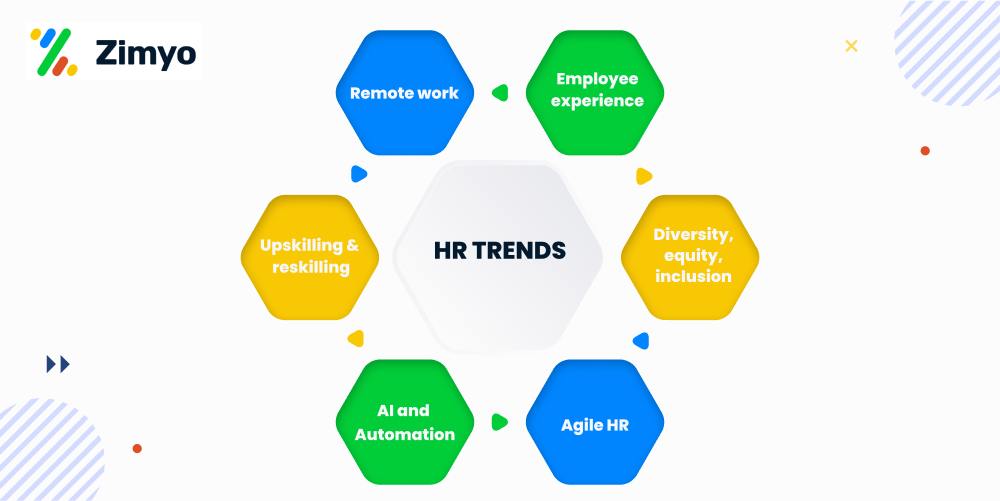 Zimyo
Remote work
Employee
experience
Upskilling &
reskilling
HR TRENDS
Diversity,
equity,
inclusion
AI and
Automation
Agile HR